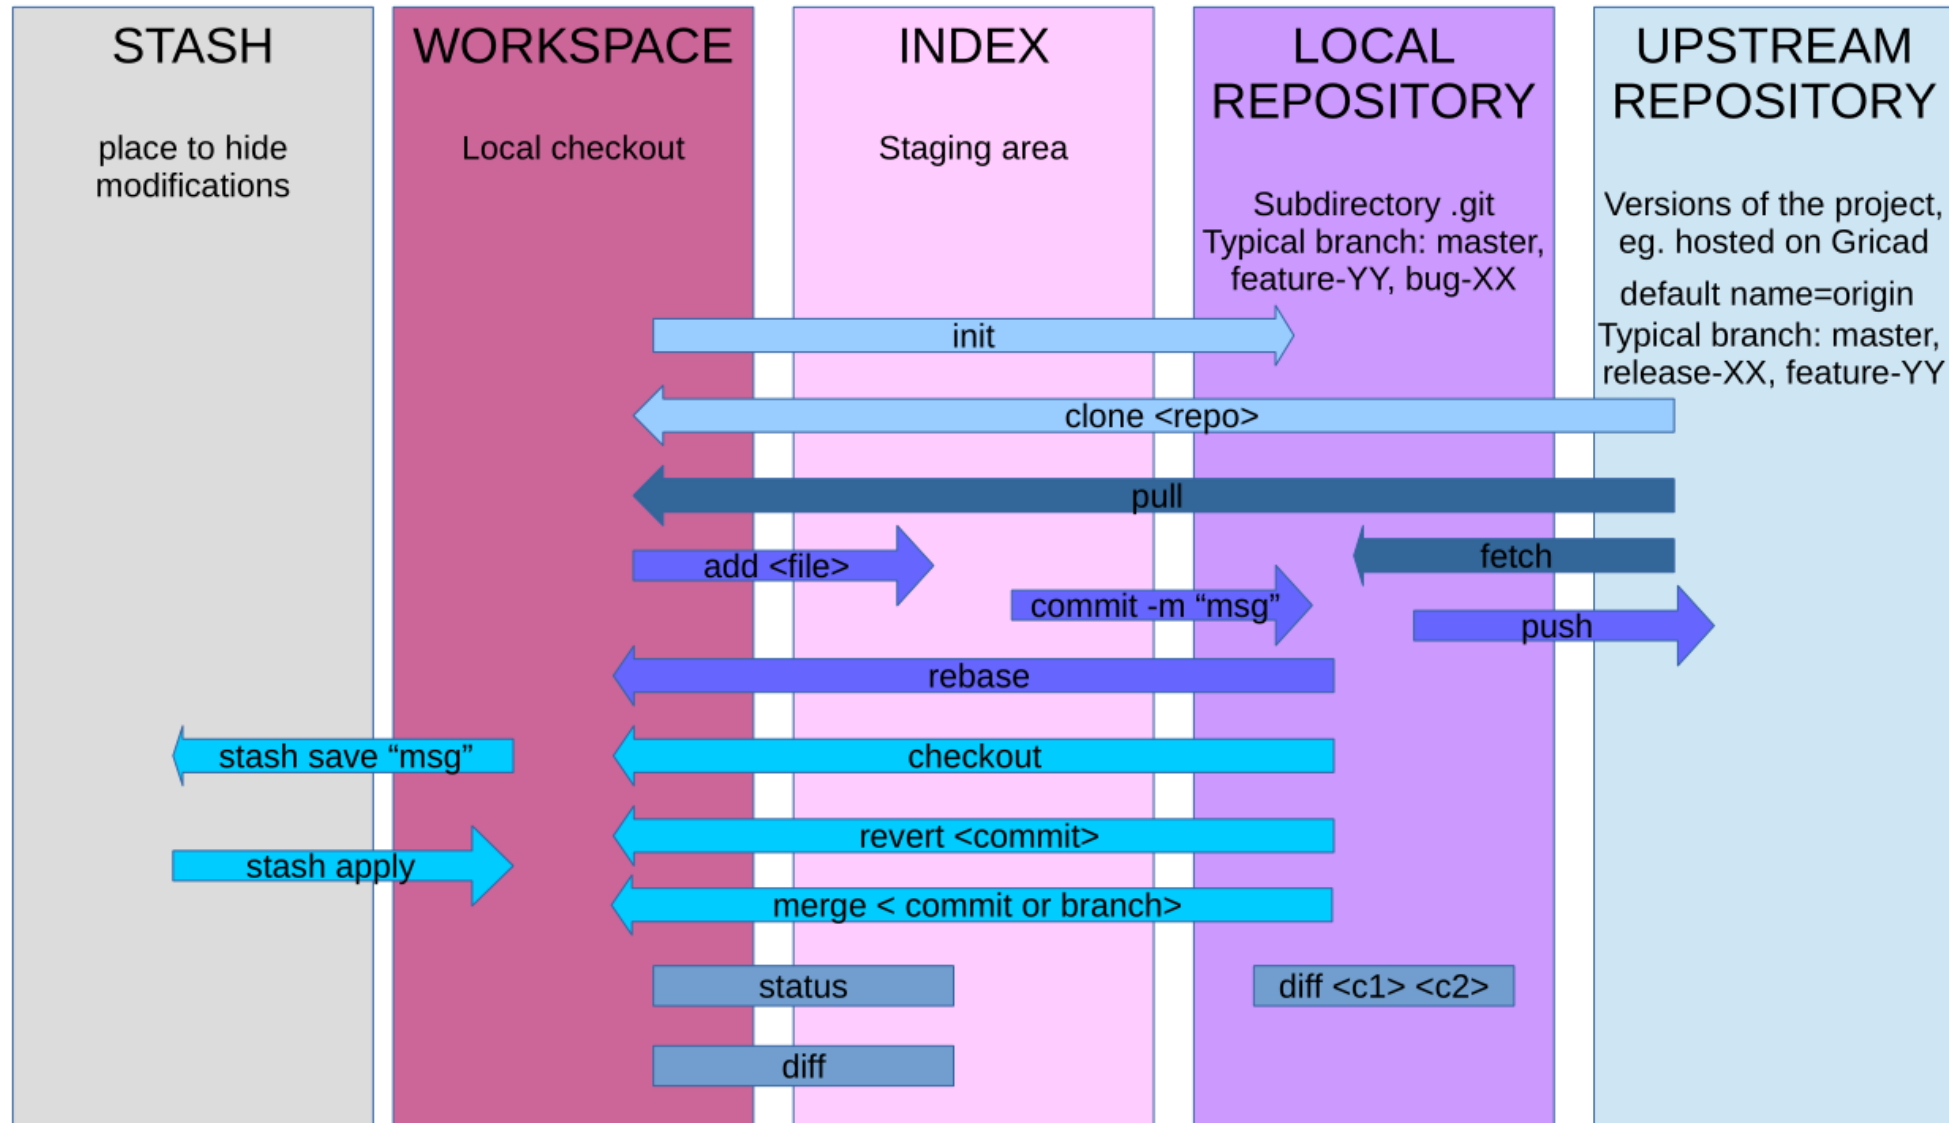 STASH
place to hide
modifications
WORKSPACE
Local checkout
INDEX
Staging area
LOCAL
REPOSITORY
Subdirectory .git
Typical branch: master,
feature-YY, bug-XX
UPSTREAM
REPOSITORY
Versions of the project,
eg. hosted on Gricad
default name=origin
Typical branch: master,
release-XX, feature-YY
init
clone <repo>
pull
add <file>
fetch
commit -m “msg”
push
rebase
stash save “msg”
checkout
revert <commit>
stash apply
merge < commit or branch>
status
diff <c1> <c2>
diff